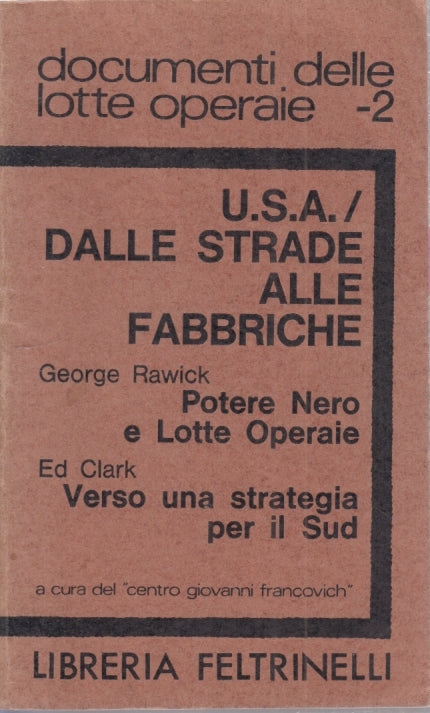 documenti delle
lotte operaie -2
U.S.A./
DALLE STRADE
ALLE
FABBRICHE
George Rawick
Potere Nero
e Lotte Operaie
Ed Clark
Verso una strategia
per il Sud
a cura del "centro giovanni francovich"
LIBRERIA FELTRINELLI